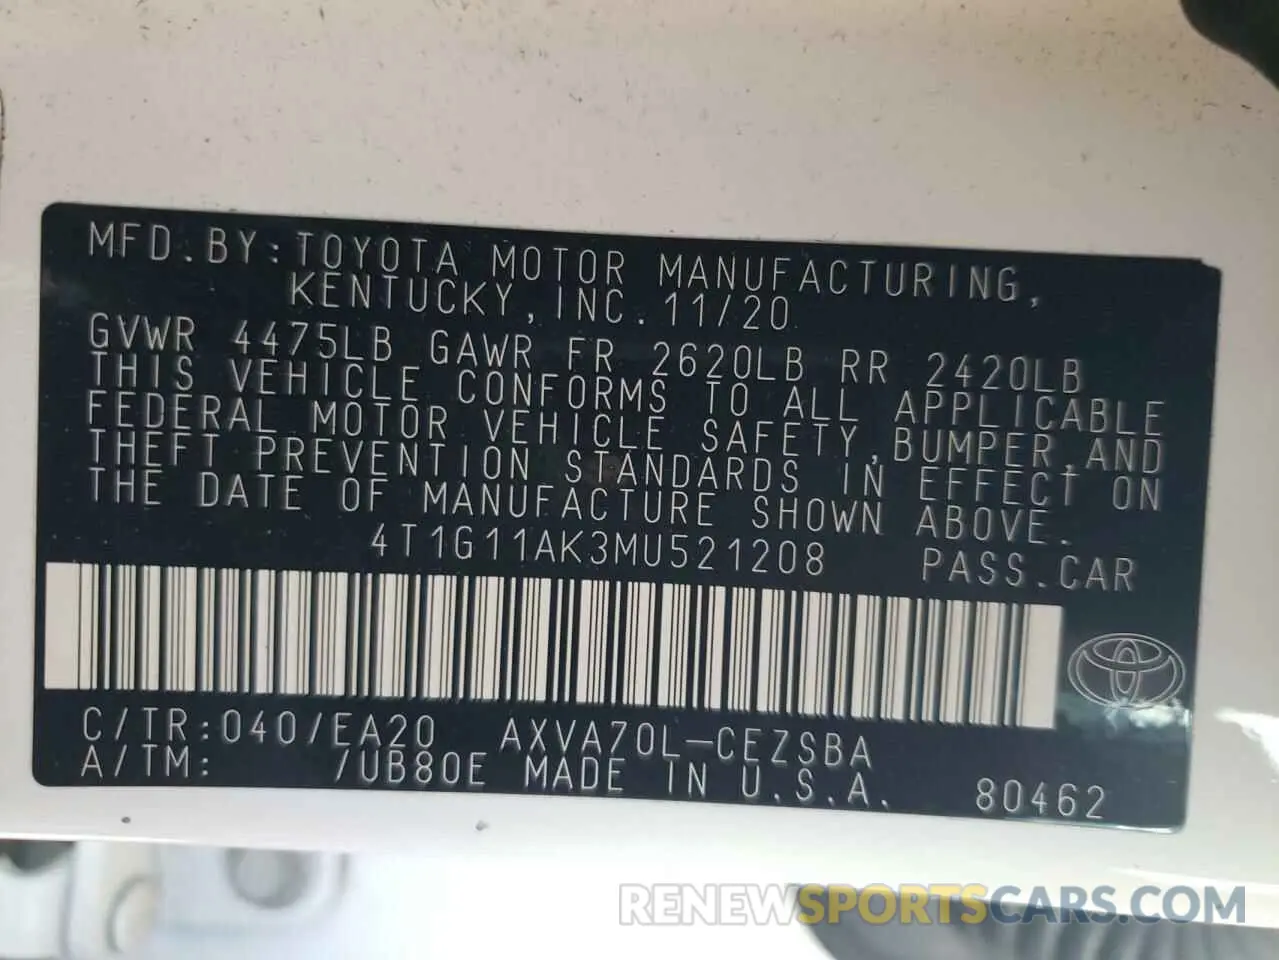 MFD.BY:TOYOTA MOTOR MANUFACTURING,
KENTUCKY,INC.11/20
GVWR 4475LB GAWR FR 2620LB RR 2420LB
THIS VEHICLE CONFORMS TO ALL APPLICABLE
FEDERAL MOTOR VEHICLE SAFETY,BUMPER,AND
THEFT PREVENTION STANDARDS IN EFFECT ON
THE DATE OF MANUFACTURE SHOWN ABOVE.
4T1G11AK3MU521208 PASS.CAR
C/TR:040/EA20 AXVA70L-CEZSBA
A/TM: /UB80E MADE IN U.S.A. 80462
RENEWSPORTSCARS.COM